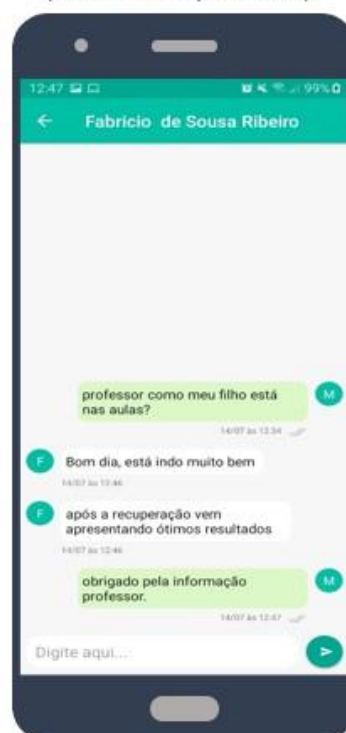 12:47 99%
Fabricio de Sousa Ribeiro
professor como meu filho está
nas aulas?
M
14/07 às 12:34
F
Bom dia, está indo muito bem
14/07 às 12:46
F
após a recuperação vem
apresentando ótimos resultados
14/07 às 12:46
obrigado pela informação
professor.
M
14/07 às 12:47
Digite aqui...